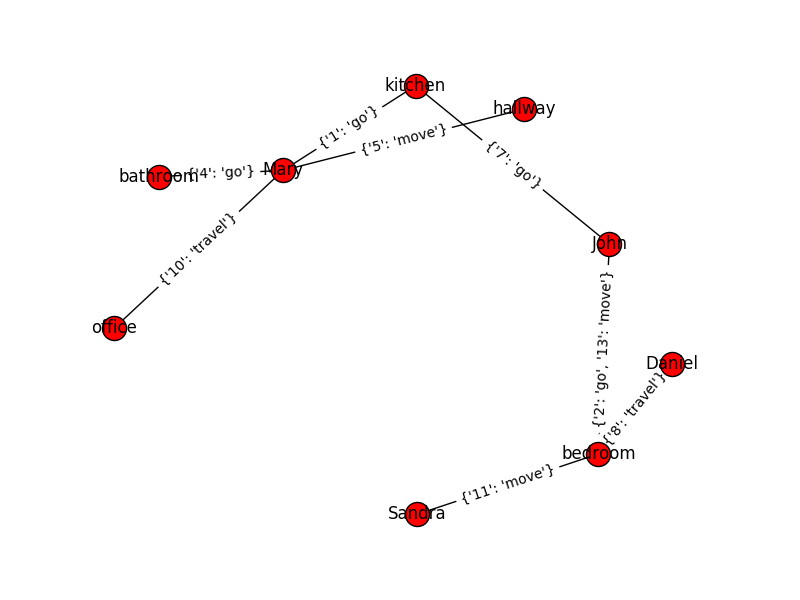 kitchen
hallway
{'1': 'go'}
{'5': 'move'}
{'7': 'go'}
bathroom
{'4': 'go'}
Mary
{'10': 'travel'}
John
office
{'2': 'go', '13': 'move'}
Daniel
{'8': 'travel'}
bedroom
{'11': 'move'}
Sandra